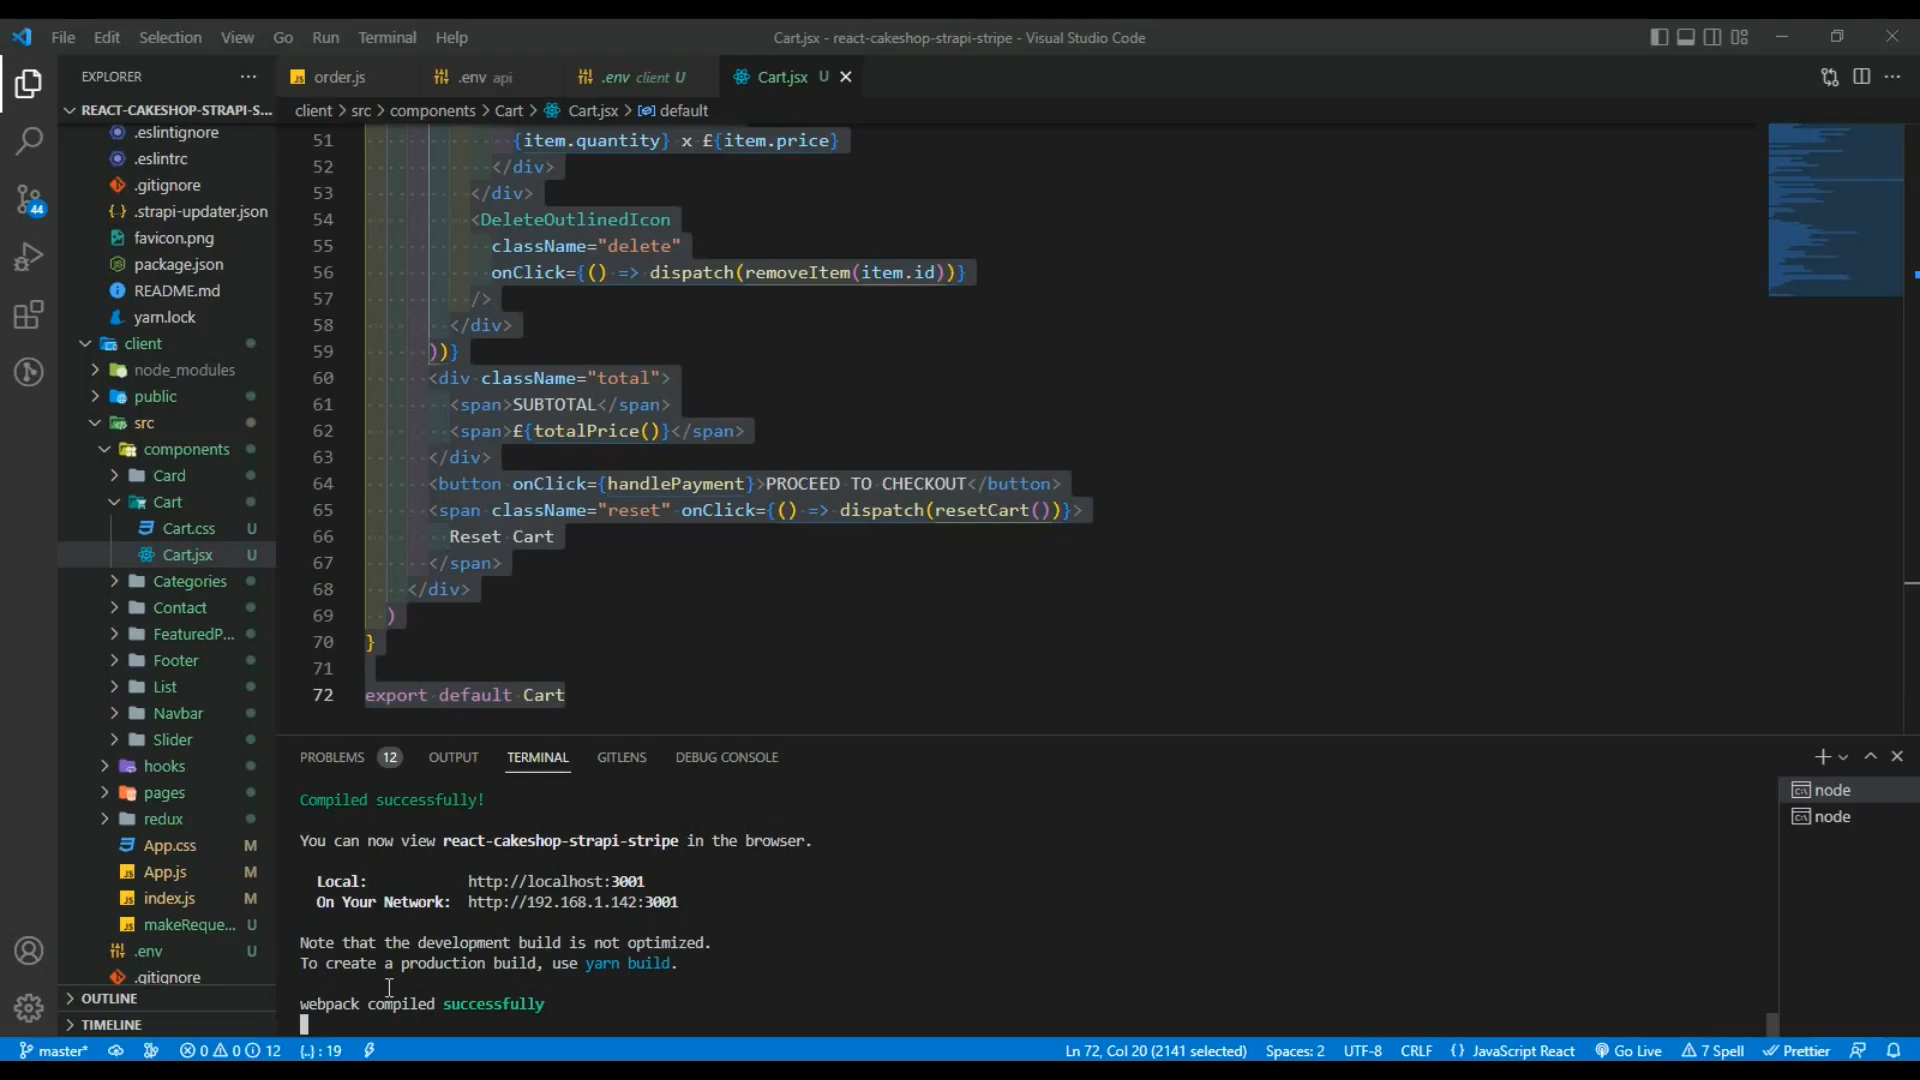 File Edit Selection View Go Run Terminal Help
Cart.jsx - react-cakeshop-strapi-stripe - Visual Studio Code
EXPLORER
order.js
.env api
.env client U
Cart.jsx U
REACT-CAKESHOP-STRAPI-S...
client > src > components > Cart > Cart.jsx > default
.eslintignore
.eslintrc
.gitignore
.strapi-updater.json
favicon.png
package.json
README.md
yarn.lock
client
node_modules
public
src
components
Card
Cart
Cart.css U
Cart.jsx U
Categories
Contact
FeaturedP...
Footer
List
Navbar
Slider
hooks
pages
redux
App.css M
App.js M
index.js M
makeReque... U
.env U
.gitignore
OUTLINE
TIMELINE
44
51 {item.quantity} x £{item.price}
52 </div>
53 </div>
54 <DeleteOutlinedIcon
55 className="delete"
56 onClick={() => dispatch(removeItem(item.id))}
57 />
58 </div>
59 ))}
60 <div className="total">
61 <span>SUBTOTAL</span>
62 <span>£{totalPrice()}</span>
63 </div>
64 <button onClick={handlePayment}>PROCEED TO CHECKOUT</button>
65 <span className="reset" onClick={() => dispatch(resetCart())}>
66 Reset Cart
67 </span>
68 </div>
69 )
70 }
71
72 export default Cart
PROBLEMS 12 OUTPUT TERMINAL GITLENS DEBUG CONSOLE
Compiled successfully!
You can now view react-cakeshop-strapi-stripe in the browser.
Local: http://localhost:3001
On Your Network: http://192.168.1.142:3001
Note that the development build is not optimized.
To create a production build, use yarn build.
webpack compiled successfully
node
node
master* 0 0 12 {..} : 19
Ln 72, Col 20 (2141 selected) Spaces: 2 UTF-8 CRLF {} JavaScript React Go Live 7 Spell Prettier